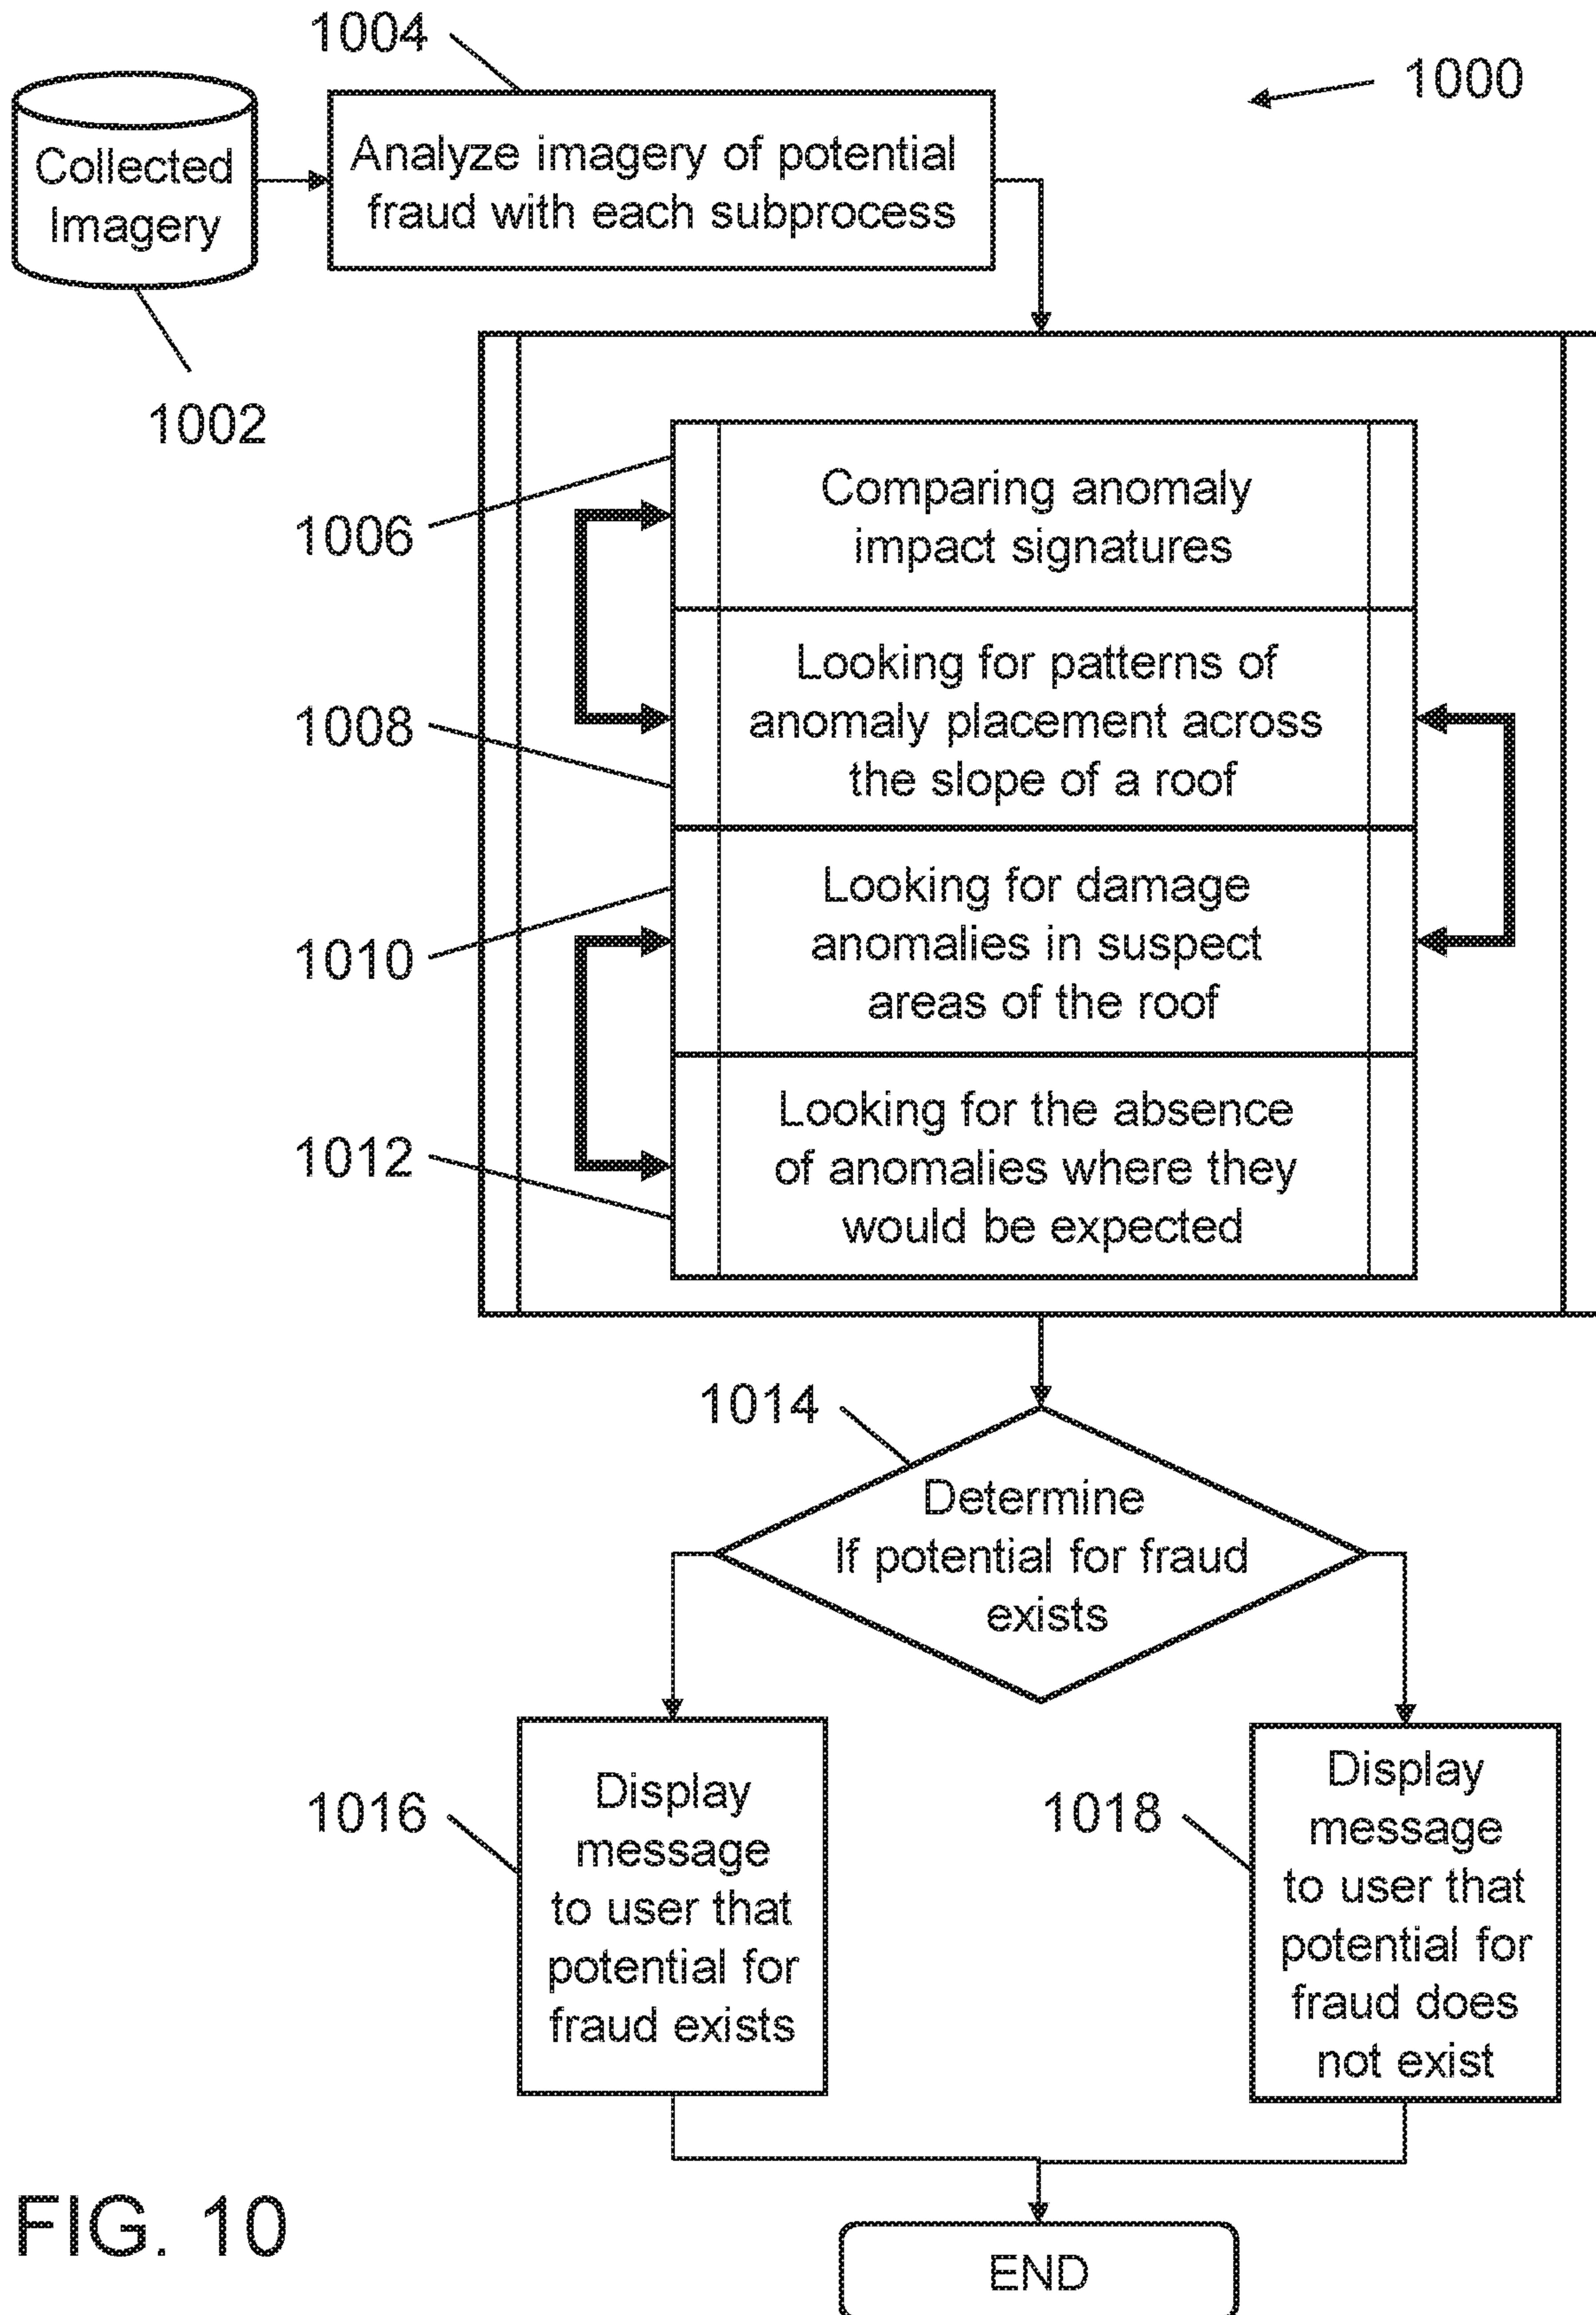 1004
1000
Collected
Imagery
Analyze imagery of potential
fraud with each subprocess
1002
1006
Comparing anomaly
impact signatures
1008
Looking for patterns of
anomaly placement across
the slope of a roof
1010
Looking for damage
anomalies in suspect
areas of the roof
1012
Looking for the absence
of anomalies where they
would be expected
1014
Determine
If potential for fraud
exists
1016
Display
message
to user that
potential for
fraud exists
1018
Display
message
to user that
potential for
fraud does
not exist
FIG. 10
END